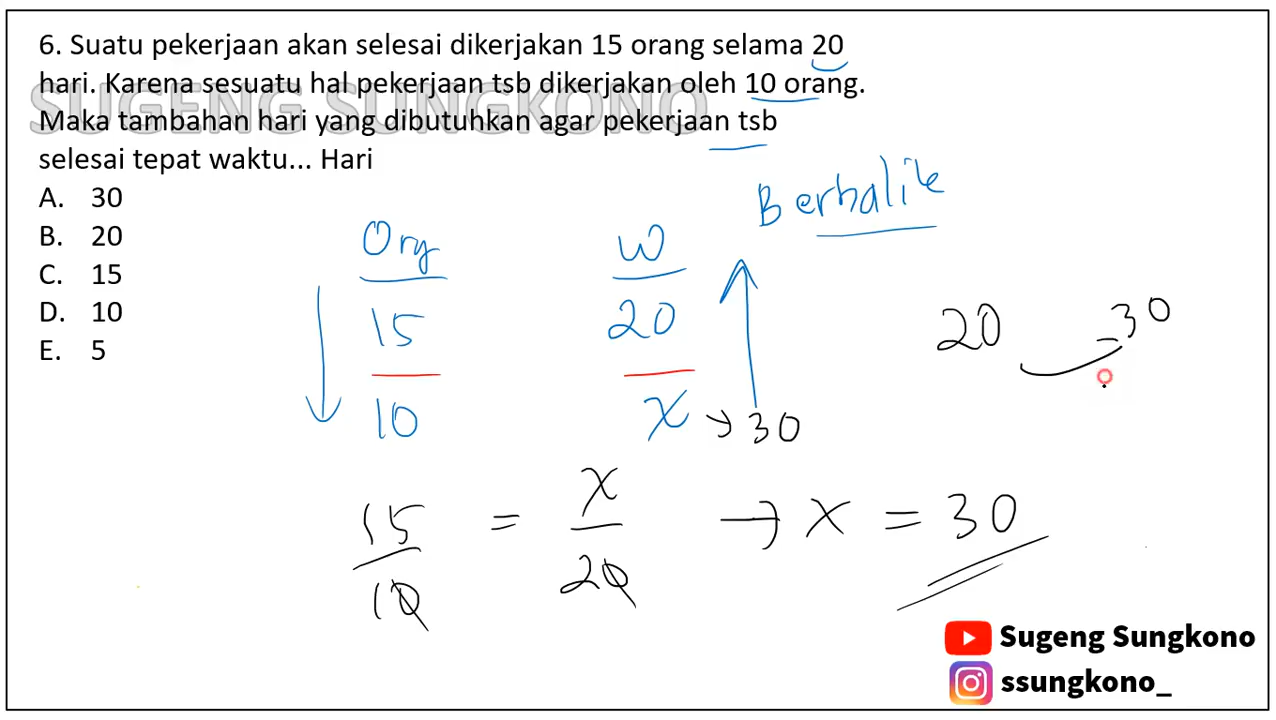 6. Suatu pekerjaan akan selesai dikerjakan 15 orang selama 20
hari. Karena sesuatu hal pekerjaan tsb dikerjakan oleh 10 orang.
SUGENG SUNGKONO
Maka tambahan hari yang dibutuhkan agar pekerjaan tsb
selesai tepat waktu... Hari
A. 30
B. 20
C. 15
D. 10
E. 5
Berbalik
Org W
15 20
10 x → 30
20 30
15/10 = x/20 → x = 30
Sugeng Sungkono
ssungkono_